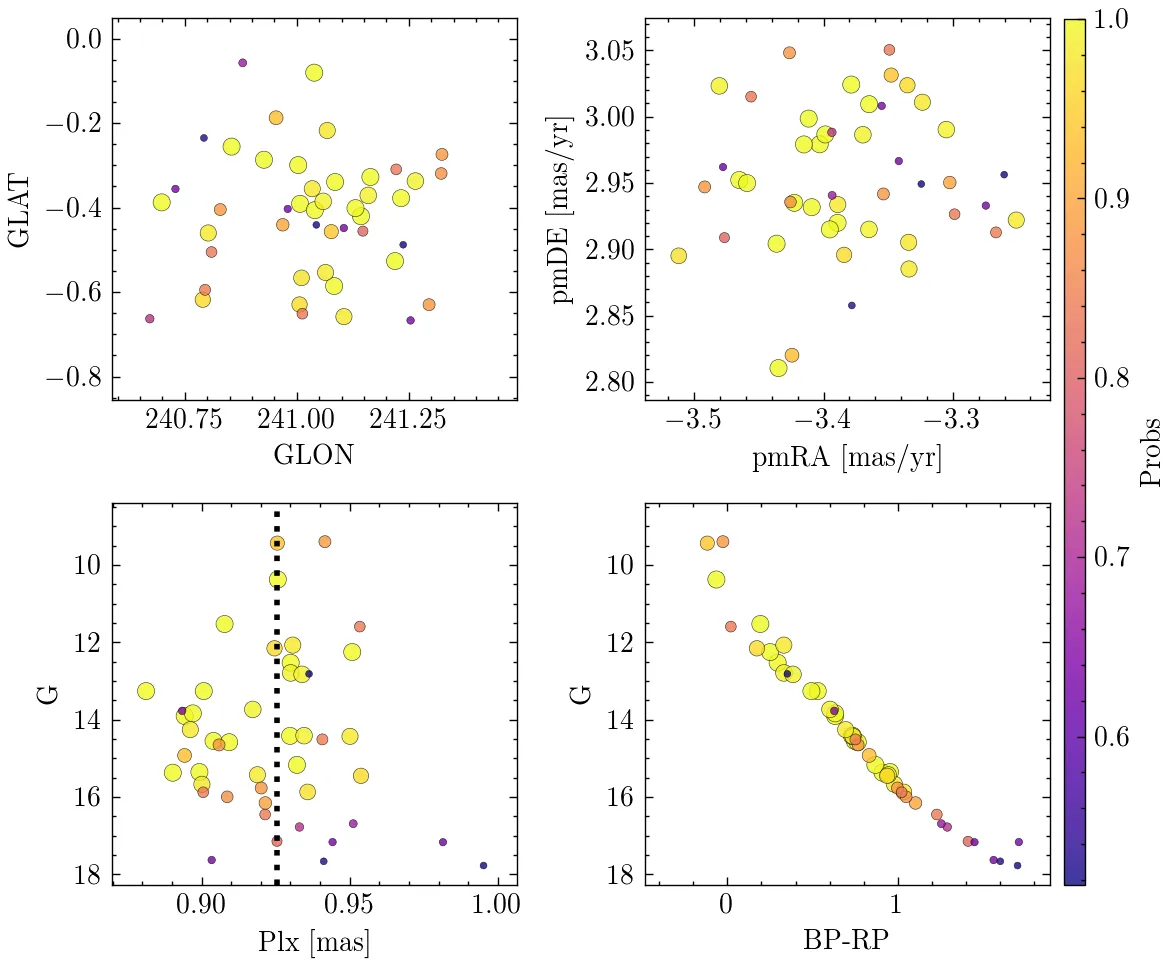 0.0
−0.2
−0.4
−0.6
−0.8
GLAT
240.75 241.00 241.25
GLON
3.05
3.00
2.95
2.90
2.85
2.80
pmDE [mas/yr]
−3.5 −3.4 −3.3
pmRA [mas/yr]
1.0
0.9
0.8
0.7
0.6
Probs
10
12
14
16
18
G
0.90 0.95 1.00
Plx [mas]
10
12
14
16
18
G
0 1
BP-RP